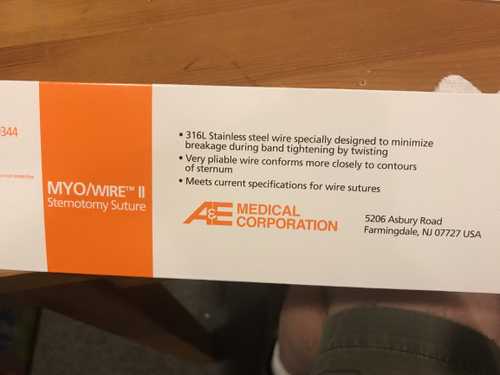 344
MYO/WIRE™ II
Sternotomy Suture
• 316L Stainless steel wire specially designed to minimize
breakage during band tightening by twisting
• Very pliable wire conforms more closely to contours
of sternum
• Meets current specifications for wire sutures
A&E MEDICAL
CORPORATION
5206 Asbury Road
Farmingdale, NJ 07727 USA